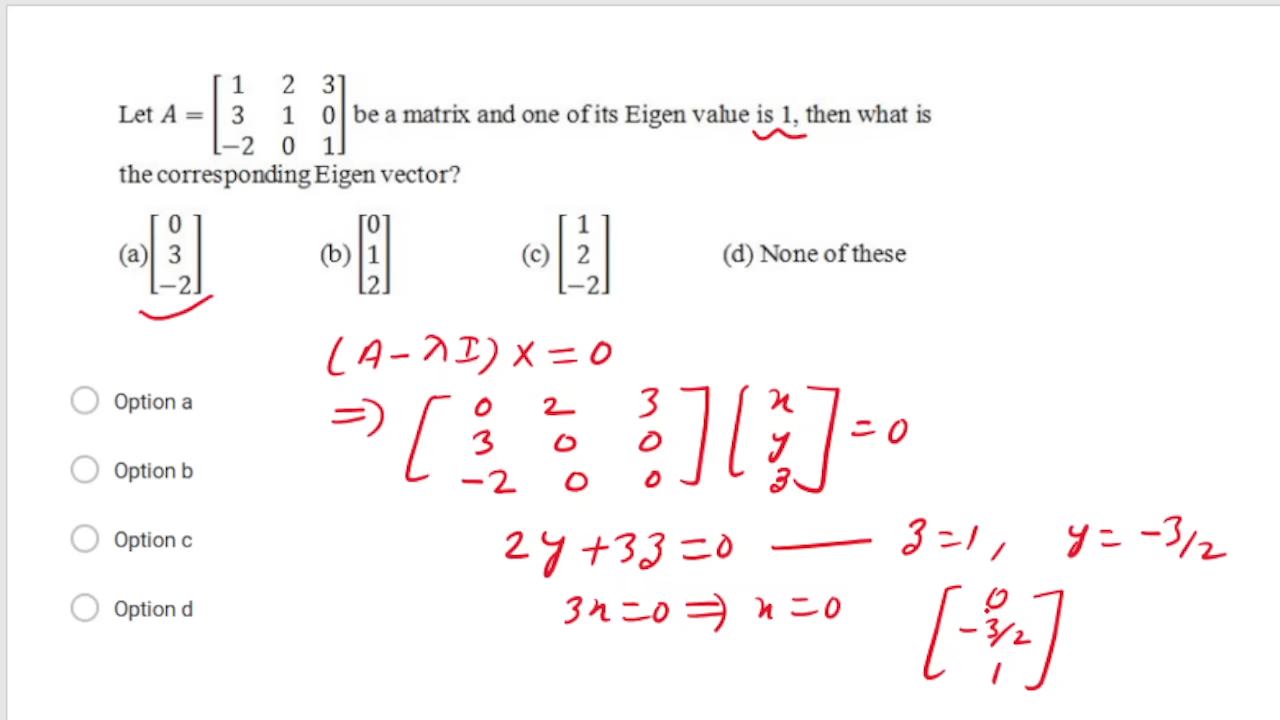 Let A = [1 2 3; 3 1 0; −2 0 1] be a matrix and one of its Eigen value is 1, then what is
the corresponding Eigen vector?
(a) [0; 3; −2] (b) [0; 1; 2] (c) [1; 2; −2] (d) None of these
(A-λI) X = 0
Option a
⇒ [0 2 3; 3 0 0; -2 0 0] [x; y; z] = 0
Option b
Option c
2y + 3z = 0 — z = 1, y = -3/2
Option d
3x = 0 ⇒ x = 0
[0; -3/2; 1]